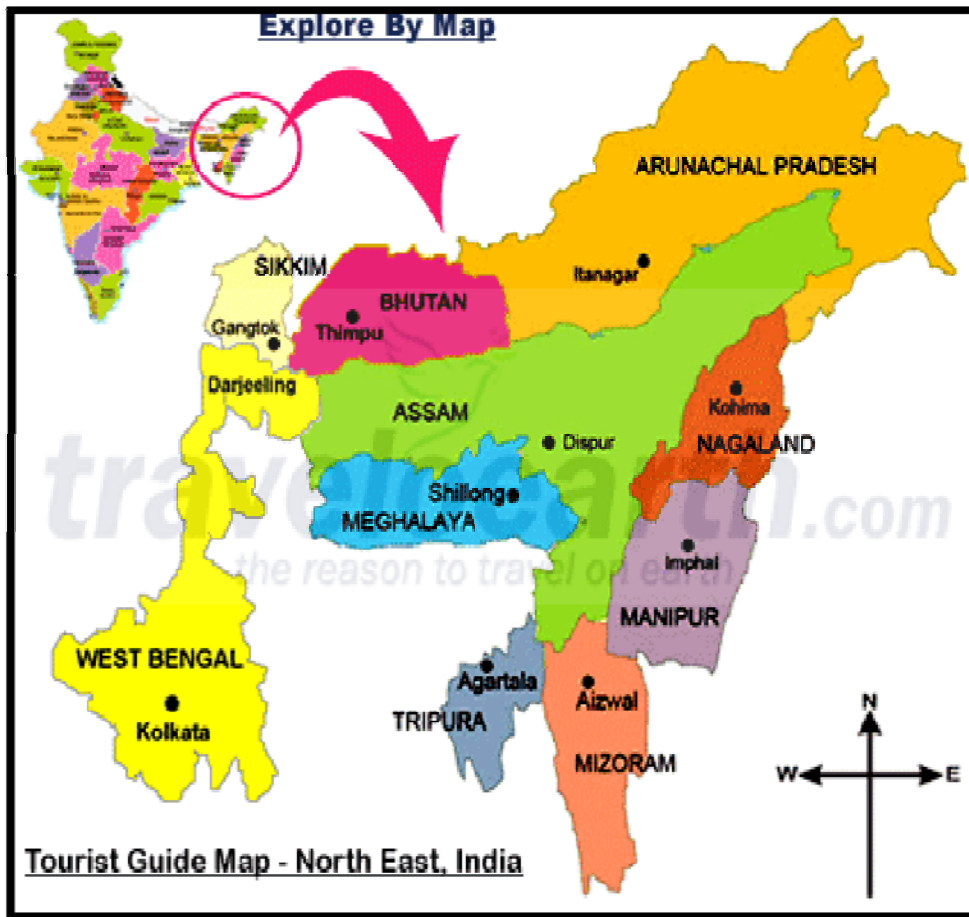 Explore By Map
ARUNACHAL PRADESH
SIKKIM
Itanagar
BHUTAN
Gangtok
Thimpu
Darjeeling
Kohima
ASSAM
Dispur
NAGALAND
traveloearth.com
Shillong
MEGHALAYA
Imphal
the reason to travel on earth
MANIPUR
WEST BENGAL
Agartala
Aizwal
Kolkata
TRIPURA
N
MIZORAM
W E
Tourist Guide Map - North East, India